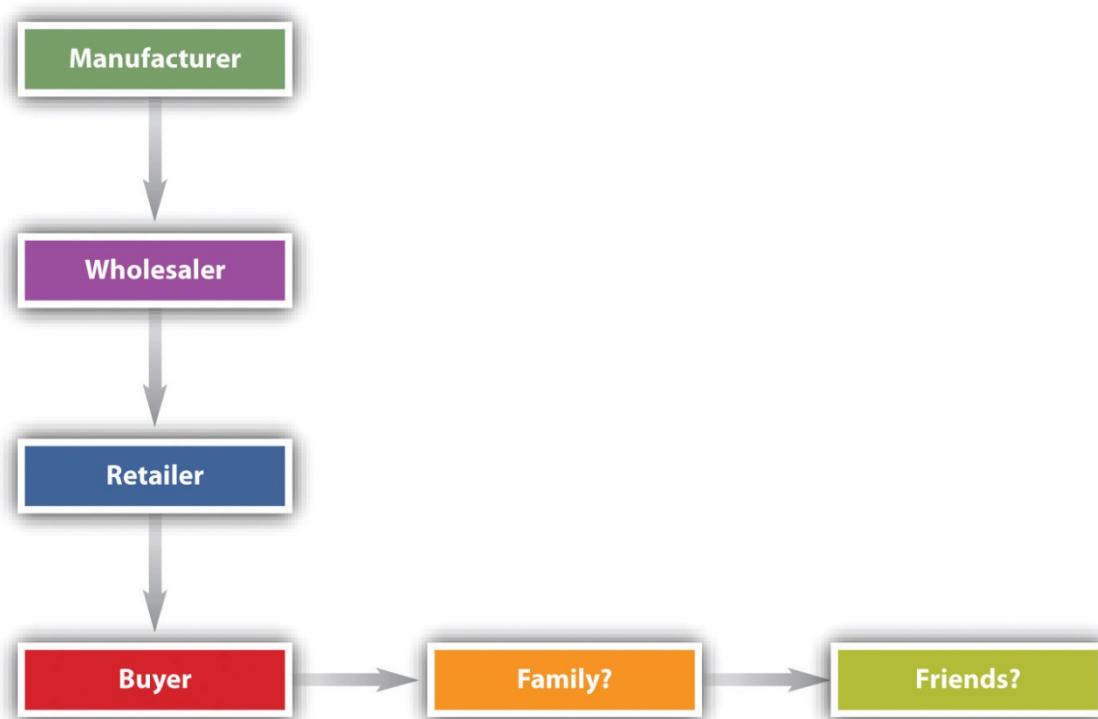 Manufacturer
Wholesaler
Retailer
Buyer
Family?
Friends?